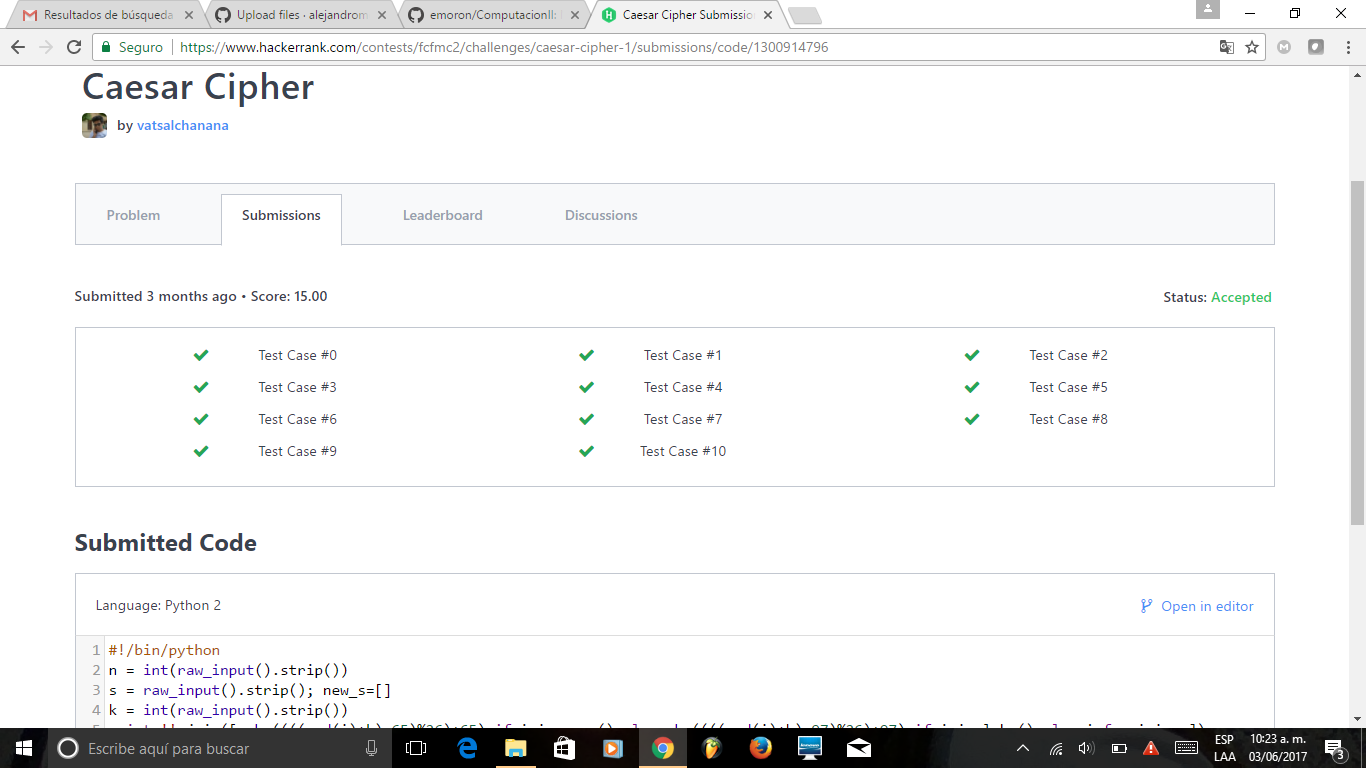 Resultados de búsqueda
Upload files · alejandrom
emoron/ComputacionII:
Caesar Cipher Submissio
Seguro | https://www.hackerrank.com/contests/fcfmc2/challenges/caesar-cipher-1/submissions/code/1300914796
Caesar Cipher
by vatsalchanana
Problem Submissions Leaderboard Discussions
Submitted 3 months ago • Score: 15.00 Status: Accepted
Test Case #0 Test Case #1 Test Case #2
Test Case #3 Test Case #4 Test Case #5
Test Case #6 Test Case #7 Test Case #8
Test Case #9 Test Case #10
Submitted Code
Language: Python 2 Open in editor
1 #!/bin/python
2 n = int(raw_input().strip())
3 s = raw_input().strip(); new_s=[]
4 k = int(raw_input().strip())
Escribe aquí para buscar
ESP 10:23 a. m.
LAA 03/06/2017 3